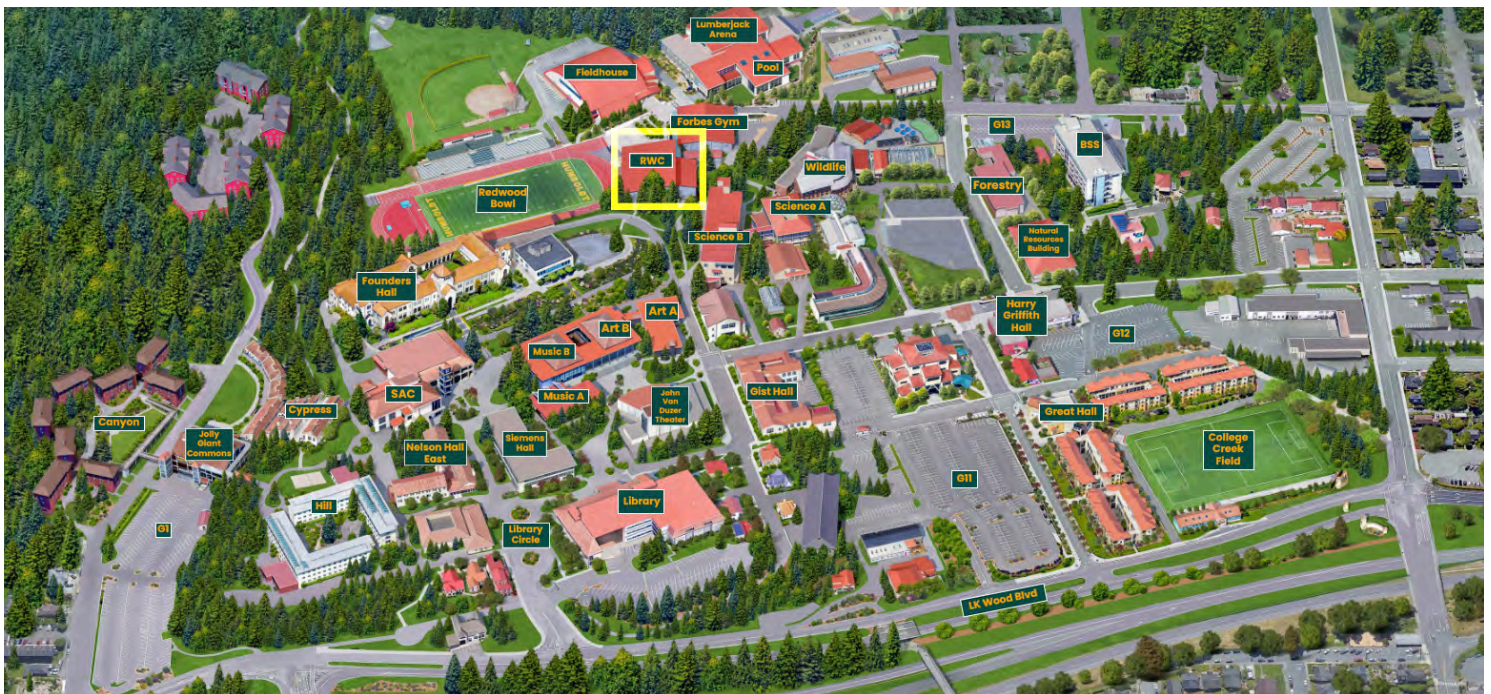 Lumberjack
Arena
Pool
Fieldhouse
Forbes Gym
RWC
G13
BSS
Wildlife
Forestry
Redwood
Bowl
HUMBOLDT
HUMBOLDT
Science A
Science B
Natural
Resources
Building
Founders
Hall
Art A
Art B
Music B
Harry
Griffith
Hall
G12
SAC
Music A
John
Van
Duzer
Theater
Gist Hall
Great Hall
Canyon
Cypress
Jolly
Giant
Commons
Nelson Hall
East
Siemens
Hall
College
Creek
Field
G11
G1
Hill
Library
Library
Circle
LK Wood Blvd